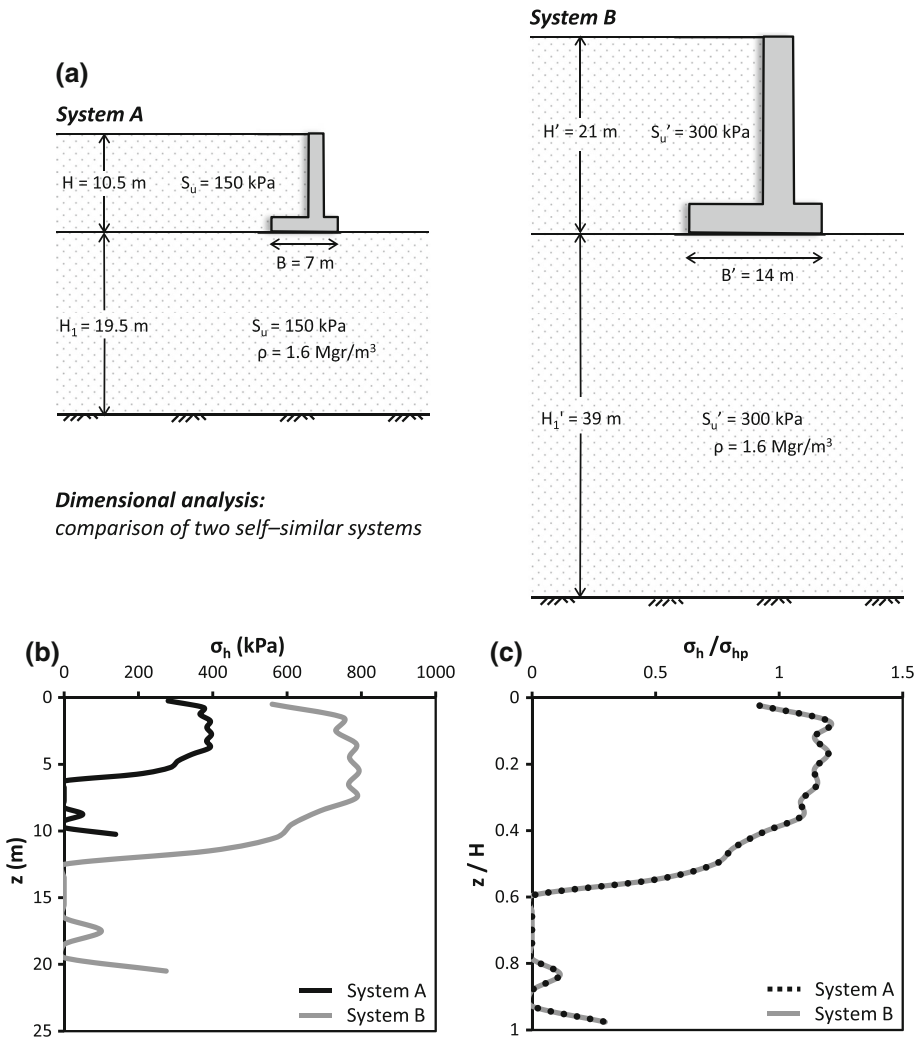 (a)
System A
H = 10.5 m
Su = 150 kPa
B = 7 m
H1 = 19.5 m
Su = 150 kPa
ρ = 1.6 Mgr/m³
Dimensional analysis:
comparison of two self–similar systems
System B
H' = 21 m
Su' = 300 kPa
B' = 14 m
H1' = 39 m
Su' = 300 kPa
ρ = 1.6 Mgr/m³
(b)
σh (kPa)
0 200 400 600 800 1000
0
5
10
15
20
25
z (m)
System A
System B
(c)
σh /σhp
0 0.5 1 1.5
0
0.2
0.4
0.6
0.8
1
z / H
System A
System B